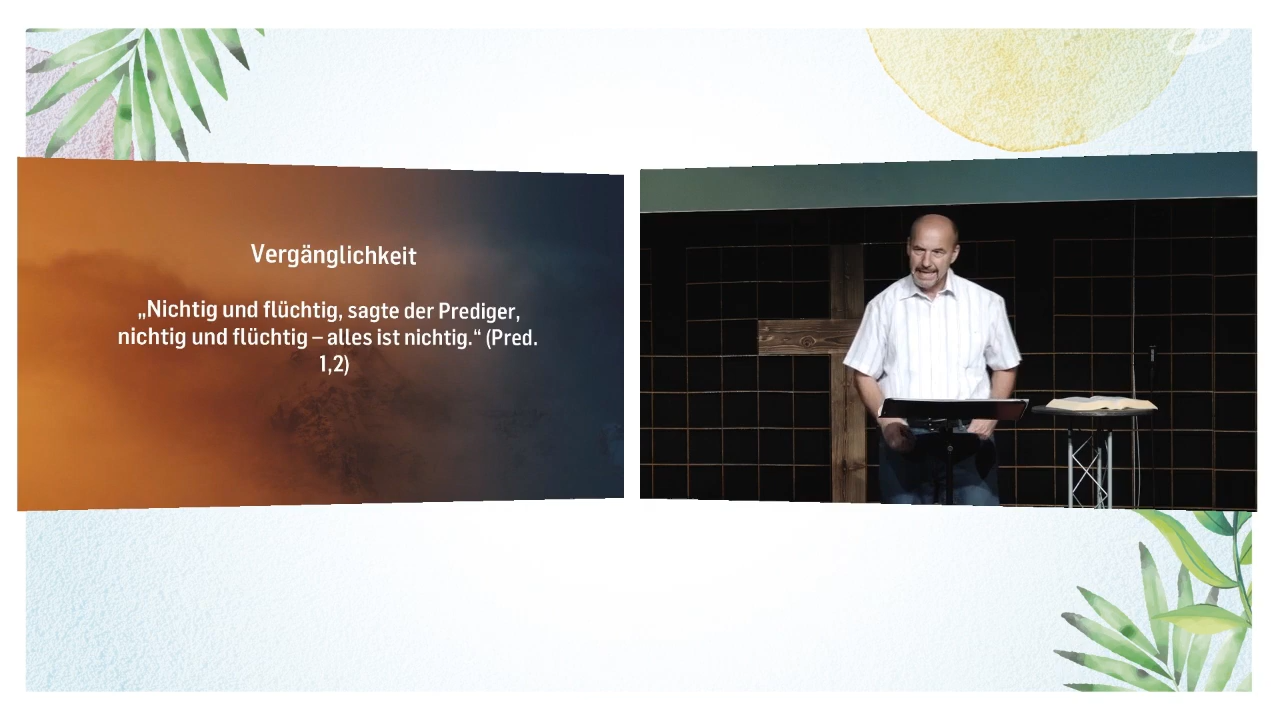 Vergänglichkeit
„Nichtig und flüchtig, sagte der Prediger,
nichtig und flüchtig – alles ist nichtig.“ (Pred.
1,2)